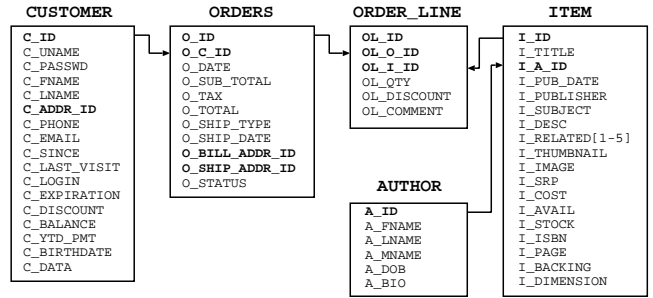 CUSTOMER
C_ID
C_UNAME
C_PASSWD
C_FNAME
C_LNAME
C_ADDR_ID
C_PHONE
C_EMAIL
C_SINCE
C_LAST_VISIT
C_LOGIN
C_EXPIRATION
C_DISCOUNT
C_BALANCE
C_YTD_PMT
C_BIRTHDATE
C_DATA
ORDERS
O_ID
O_C_ID
O_DATE
O_SUB_TOTAL
O_TAX
O_TOTAL
O_SHIP_TYPE
O_SHIP_DATE
O_BILL_ADDR_ID
O_SHIP_ADDR_ID
O_STATUS
ORDER_LINE
OL_ID
OL_O_ID
OL_I_ID
OL_QTY
OL_DISCOUNT
OL_COMMENT
AUTHOR
A_ID
A_FNAME
A_LNAME
A_MNAME
A_DOB
A_BIO
ITEM
I_ID
I_TITLE
I_A_ID
I_PUB_DATE
I_PUBLISHER
I_SUBJECT
I_DESC
I_RELATED[1-5]
I_THUMBNAIL
I_IMAGE
I_SRP
I_COST
I_AVAIL
I_STOCK
I_ISBN
I_PAGE
I_BACKING
I_DIMENSION